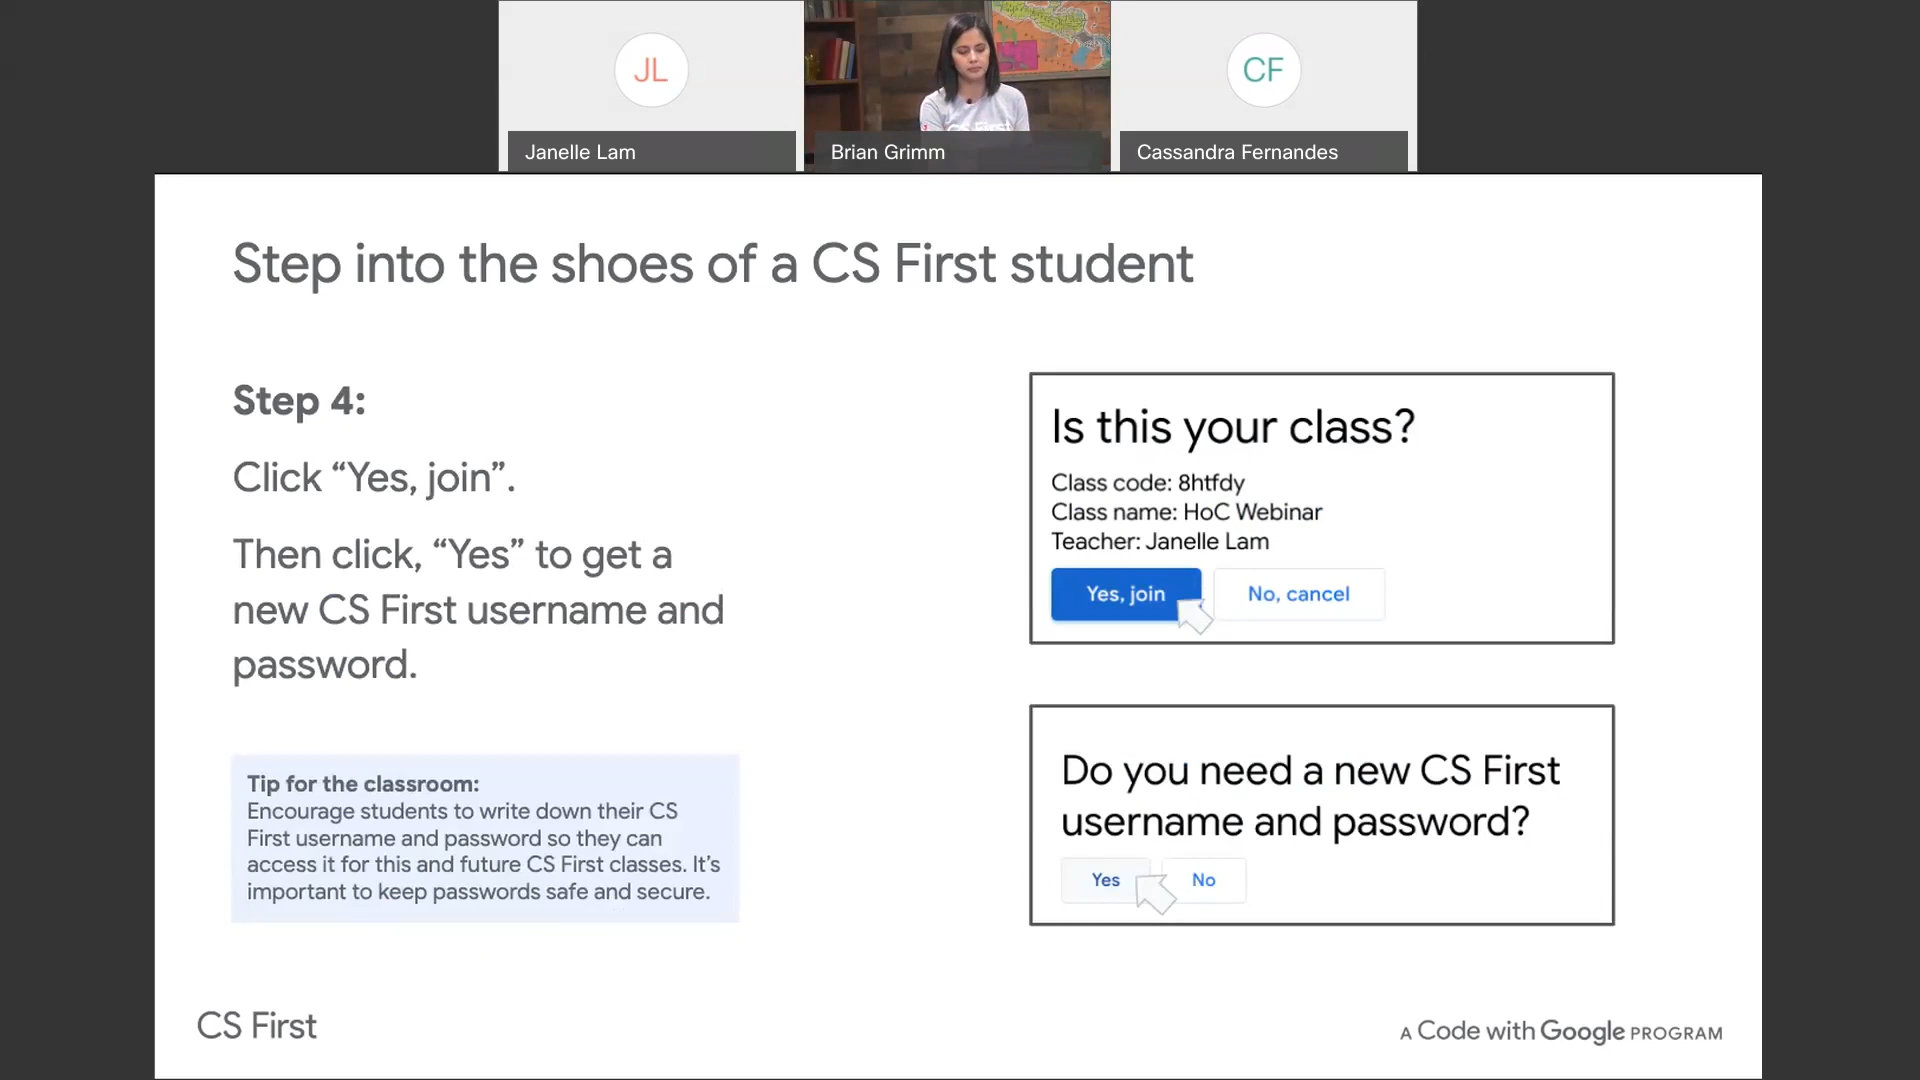 JL
CF
Janelle Lam
Brian Grimm
Cassandra Fernandes
Step into the shoes of a CS First student
Step 4:
Click “Yes, join”.
Then click, “Yes” to get a
new CS First username and
password.
Tip for the classroom:
Encourage students to write down their CS
First username and password so they can
access it for this and future CS First classes. It’s
important to keep passwords safe and secure.
Is this your class?
Class code: 8htfdy
Class name: HoC Webinar
Teacher: Janelle Lam
Yes, join
No, cancel
Do you need a new CS First
username and password?
Yes
No
CS First
A Code with Google PROGRAM